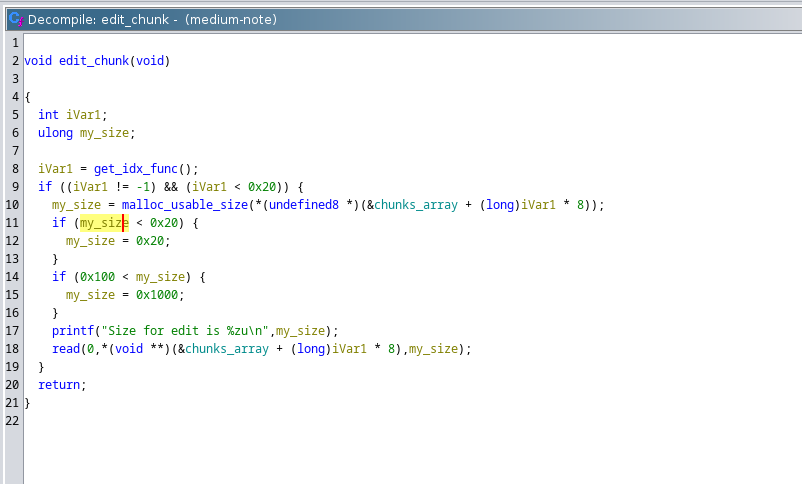 Decompile: edit_chunk - (medium-note)
1
2 void edit_chunk(void)
3
4 {
5   int iVar1;
6   ulong my_size;
7
8   iVar1 = get_idx_func();
9   if ((iVar1 != -1) && (iVar1 < 0x20)) {
10     my_size = malloc_usable_size(*(undefined8 *)(&chunks_array + (long)iVar1 * 8));
11     if (my_size < 0x20) {
12       my_size = 0x20;
13     }
14     if (0x100 < my_size) {
15       my_size = 0x1000;
16     }
17     printf("Size for edit is %zu\n",my_size);
18     read(0,*(void **)(&chunks_array + (long)iVar1 * 8),my_size);
19   }
20   return;
21 }
22